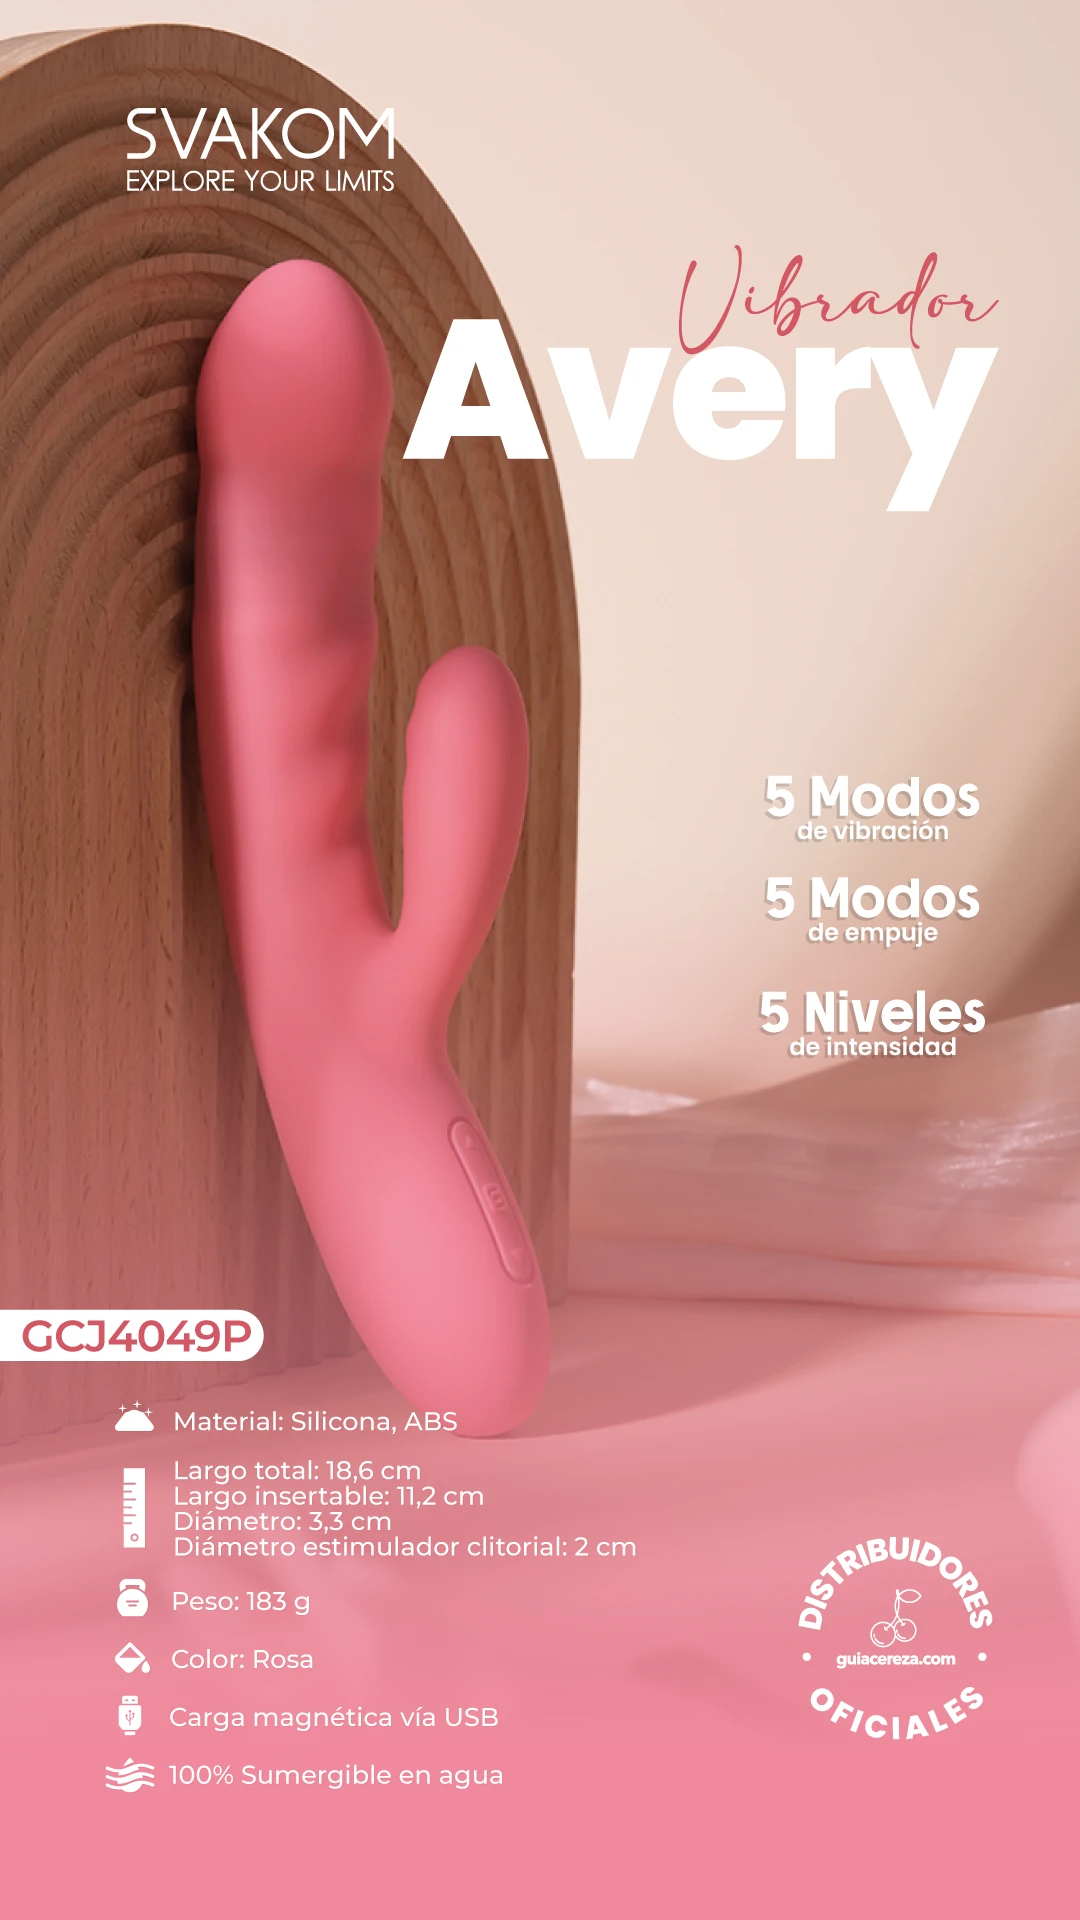 SVAKOM
EXPLORE YOUR LIMITS
Vibrador
Avery
5 Modos
de vibración
5 Modos
de empuje
5 Niveles
de intensidad
GCJ4049P
Material: Silicona, ABS
Largo total: 18,6 cm
Largo insertable: 11,2 cm
Diámetro: 3,3 cm
Diámetro estimulador clitorial: 2 cm
Peso: 183 g
Color: Rosa
Carga magnética vía USB
100% Sumergible en agua
DISTRIBUIDORES
guiacereza.com
OFICIALES